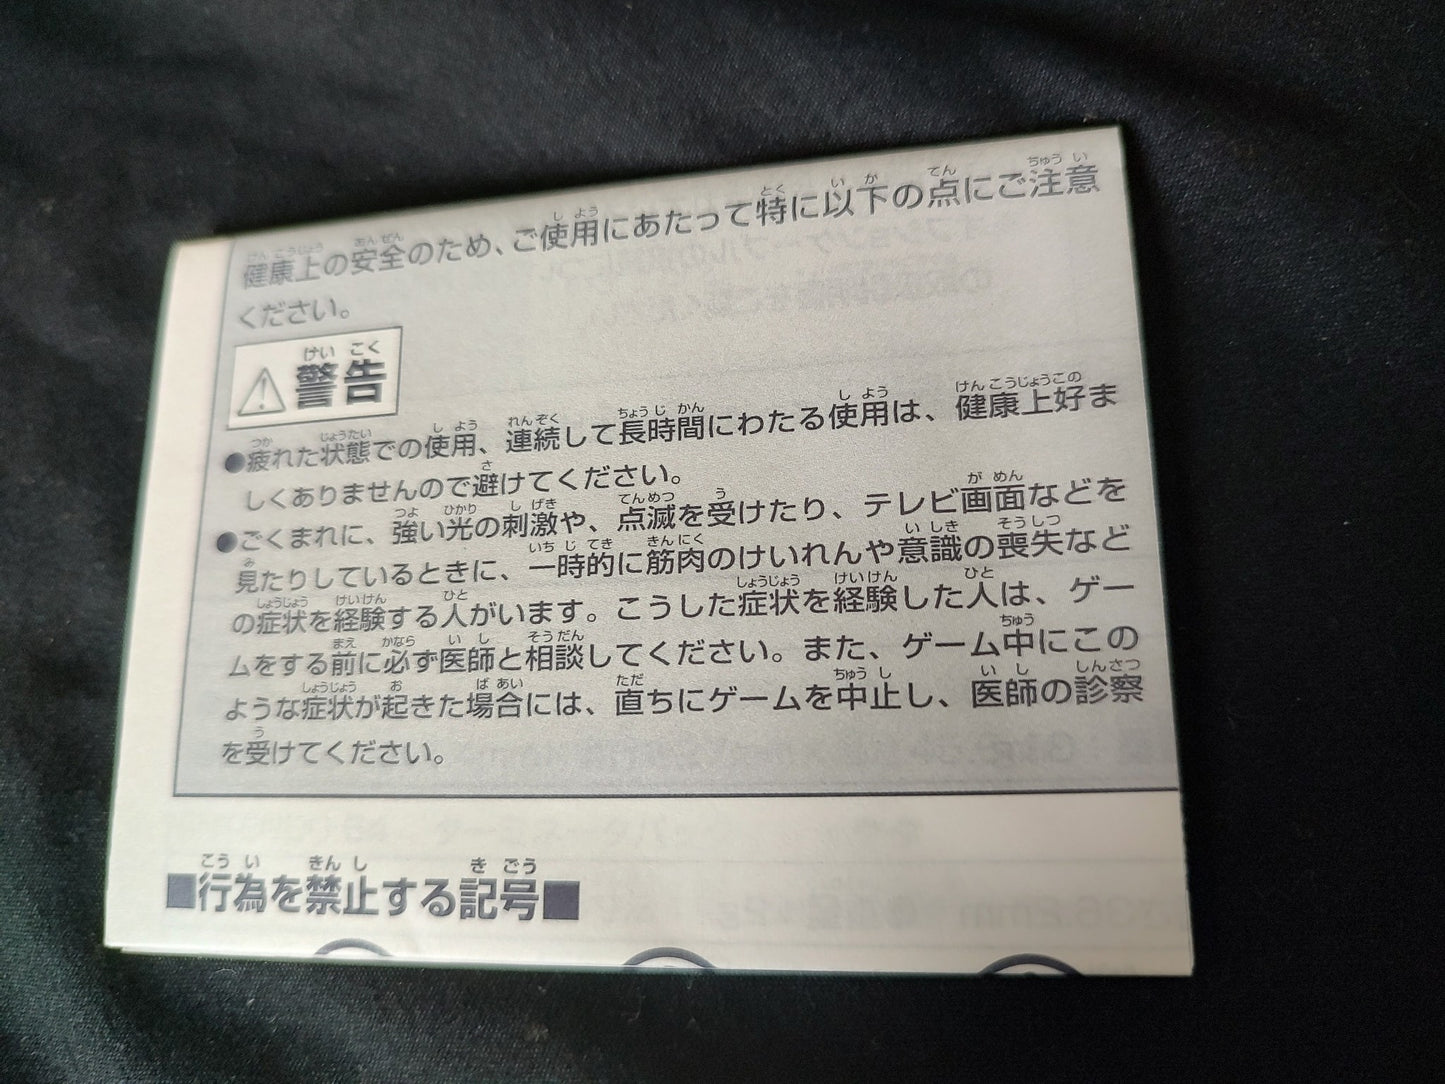 健康上の安全のため、ご使用にあたって特に以下の点にご注意
ください。
警告
●疲れた状態での使用、連続して長時間にわたる使用は、健康上好ま
しくありませんので避けてください。
●ごくまれに、強い光の刺激や、点滅を受けたり、テレビ画面などを
見たりしているときに、一時的に筋肉のけいれんや意識の喪失など
の症状を経験する人がいます。こうした症状を経験した人は、ゲー
ムをする前に必ず医師と相談してください。また、ゲーム中にこの
ような症状が起きた場合には、直ちにゲームを中止し、医師の診察
を受けてください。
■行為を禁止する記号■